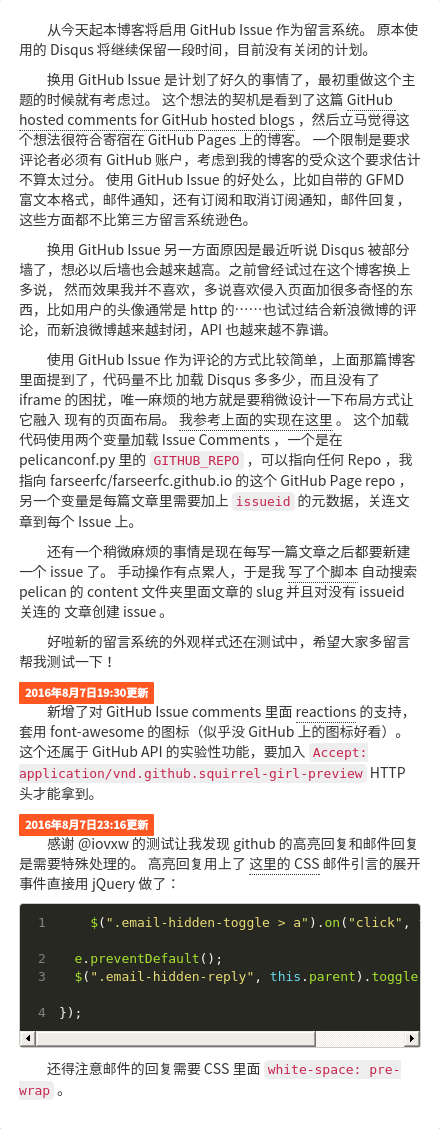 从今天起本博客将启用 GitHub Issue 作为留言系统。 原本使
用的 Disqus 将继续保留一段时间，目前没有关闭的计划。
换用 GitHub Issue 是计划了好久的事情了，最初重做这个主
题的时候就有考虑过。 这个想法的契机是看到了这篇 GitHub
hosted comments for GitHub hosted blogs ，然后立马觉得这
个想法很符合寄宿在 GitHub Pages 上的博客。 一个限制是要求
评论者必须有 GitHub 账户，考虑到我的博客的受众这个要求估计
不算太过分。 使用 GitHub Issue 的好处么，比如自带的 GFMD
富文本格式，邮件通知，还有订阅和取消订阅通知，邮件回复，
这些方面都不比第三方留言系统逊色。
换用 GitHub Issue 另一方面原因是最近听说 Disqus 被部分
墙了，想必以后墙也会越来越高。之前曾经试过在这个博客换上
多说， 然而效果我并不喜欢，多说喜欢侵入页面加很多奇怪的东
西，比如用户的头像通常是 http 的……也试过结合新浪微博的评
论，而新浪微博越来越封闭，API 也越来越不靠谱。
使用 GitHub Issue 作为评论的方式比较简单，上面那篇博客
里面提到了，代码量不比 加载 Disqus 多多少，而且没有了
iframe 的困扰，唯一麻烦的地方就是要稍微设计一下布局方式让
它融入 现有的页面布局。 我参考上面的实现在这里 。 这个加载
代码使用两个变量加载 Issue Comments ，一个是在
pelicanconf.py 里的 GITHUB_REPO ，可以指向任何 Repo ，我
指向 farseerfc/farseerfc.github.io 的这个 GitHub Page repo ，
另一个变量是每篇文章里需要加上 issueid 的元数据，关连文
章到每个 Issue 上。
还有一个稍微麻烦的事情是现在每写一篇文章之后都要新建
一个 issue 了。 手动操作有点累人，于是我 写了个脚本 自动搜索
pelican 的 content 文件夹里面文章的 slug 并且对没有 issueid
关连的 文章创建 issue 。
好啦新的留言系统的外观样式还在测试中，希望大家多留言
帮我测试一下！
2016年8月7日19:30更新
新增了对 GitHub Issue comments 里面 reactions 的支持，
套用 font-awesome 的图标（似乎没 GitHub 上的图标好看）。
这个还属于 GitHub API 的实验性功能，要加入 Accept:
application/vnd.github.squirrel-girl-preview HTTP
头才能拿到。
2016年8月7日23:16更新
感谢 @iovxw 的测试让我发现 github 的高亮回复和邮件回复
是需要特殊处理的。 高亮回复用上了 这里的 CSS 邮件引言的展开
事件直接用 jQuery 做了：
1 $(".email-hidden-toggle > a").on("click",
2 e.preventDefault();
3 $(".email-hidden-reply", this.parent).toggle
4 });
还得注意邮件的回复需要 CSS 里面 white-space: pre-
wrap 。